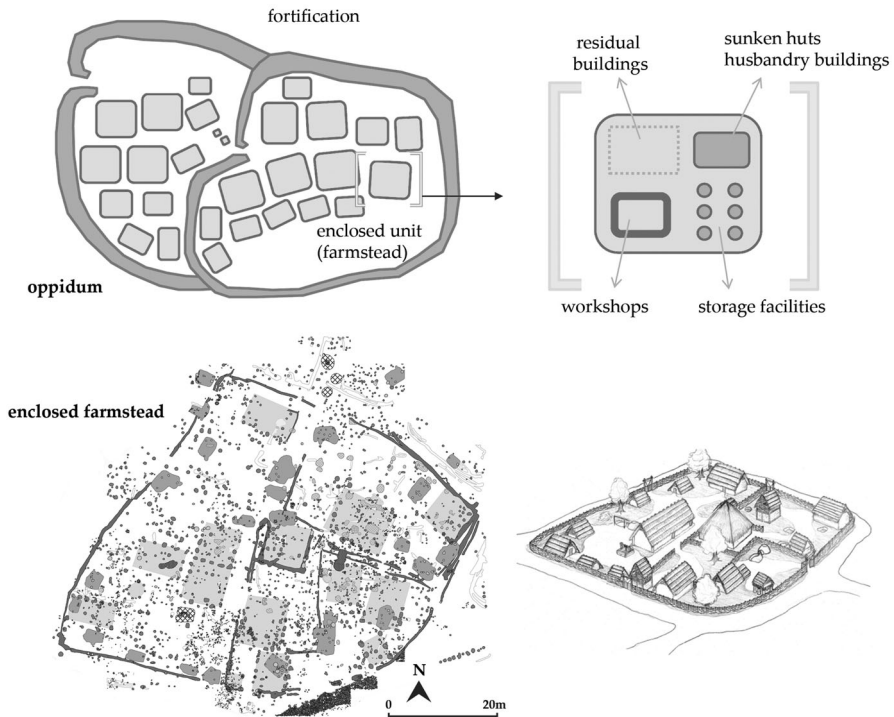 fortification
oppidum
enclosed unit
(farmstead)
residual
buildings
sunken huts
husbandry buildings
workshops
storage facilities
enclosed farmstead
N
0
20m